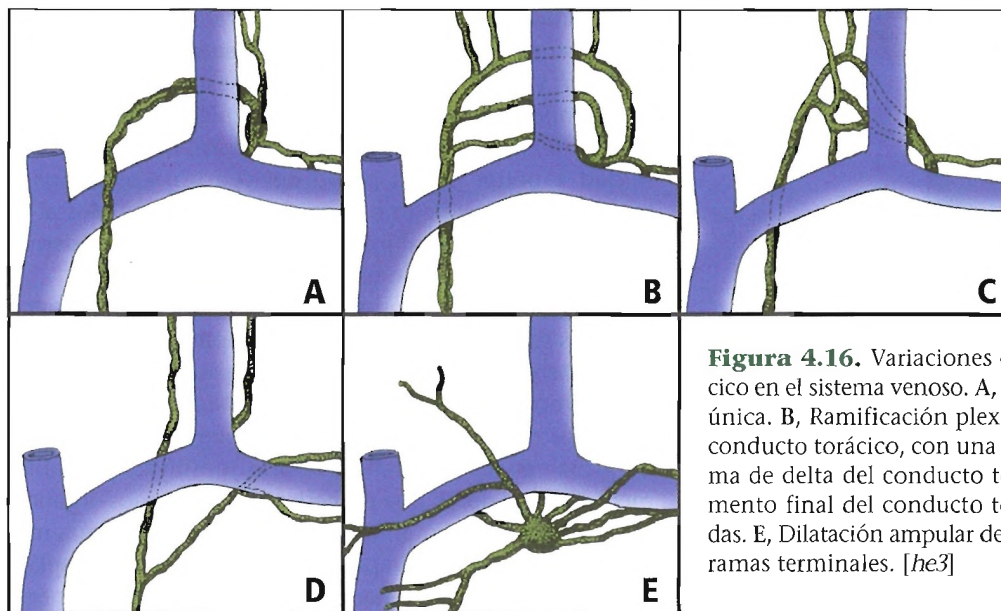 A
B
C
D
E
Figura 4.16. Variaciones
cico en el sistema venoso. A,
única. B, Ramificación plex
conducto torácico, con una
ma de delta del conducto t
mento final del conducto t
das. E, Dilatación ampular de
ramas terminales. [he3]